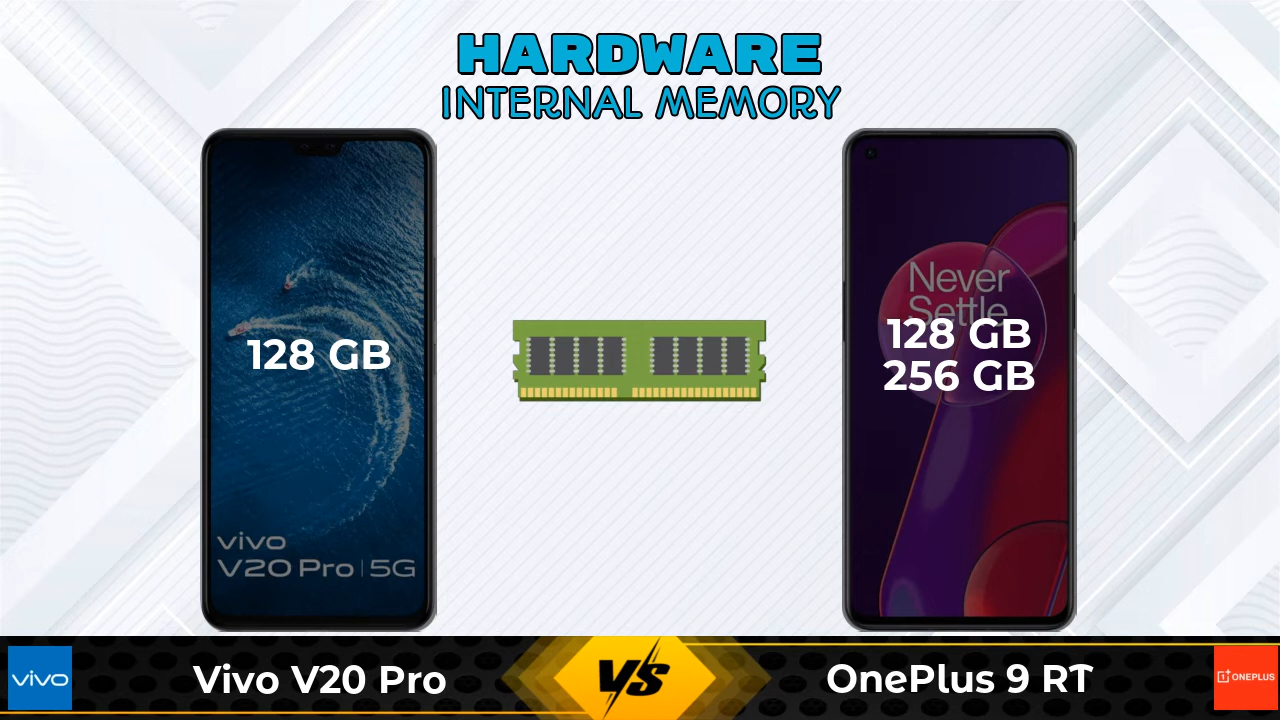 HARDWARE
INTERNAL MEMORY
128 GB
vivo
V20 Pro | 5G
Never
Settle
128 GB
256 GB
vivo
Vivo V20 Pro
VS
OnePlus 9 RT
1+ ONEPLUS